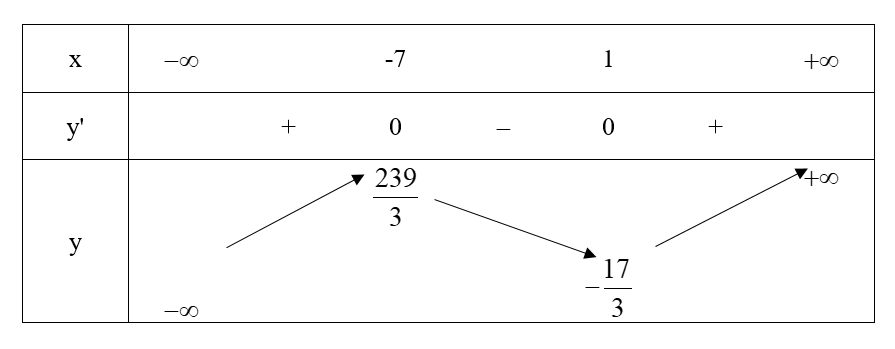 x −∞ -7 1 +∞
y' + 0 – 0 + 
y −∞ 239/3 −17/3 +∞